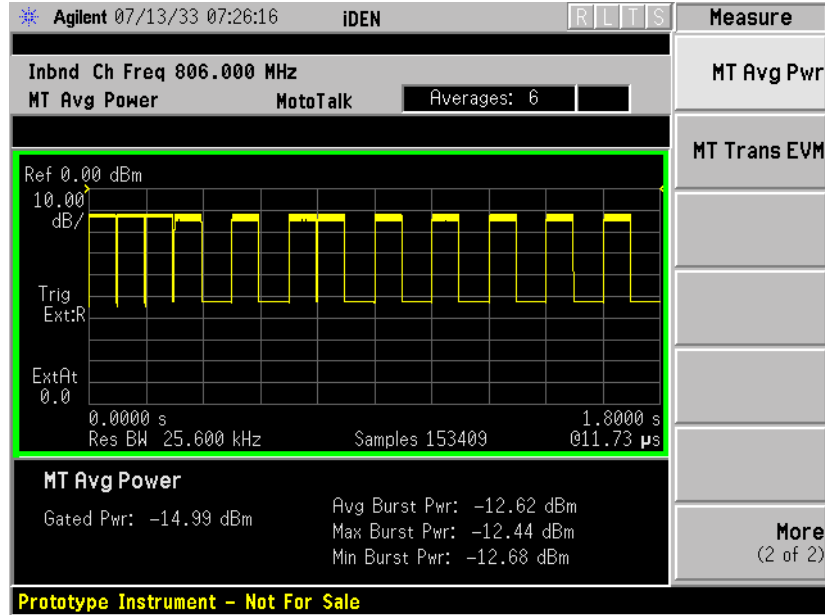 Agilent 07/13/33 07:26:16 iDEN R L T S Measure
Inbnd Ch Freq 806.000 MHz
MT Avg Power MotoTalk Averages: 6
MT Avg Pwr
MT Trans EVM
Ref 0.00 dBm
10.00
dB/
Trig
Ext:R
ExtAt
0.0
0.0000 s 1.8000 s
Res BW 25.600 kHz Samples 153409 @11.73 µs
MT Avg Power
Gated Pwr: -14.99 dBm
Avg Burst Pwr: -12.62 dBm
Max Burst Pwr: -12.44 dBm
Min Burst Pwr: -12.68 dBm
More
(2 of 2)
Prototype Instrument - Not For Sale